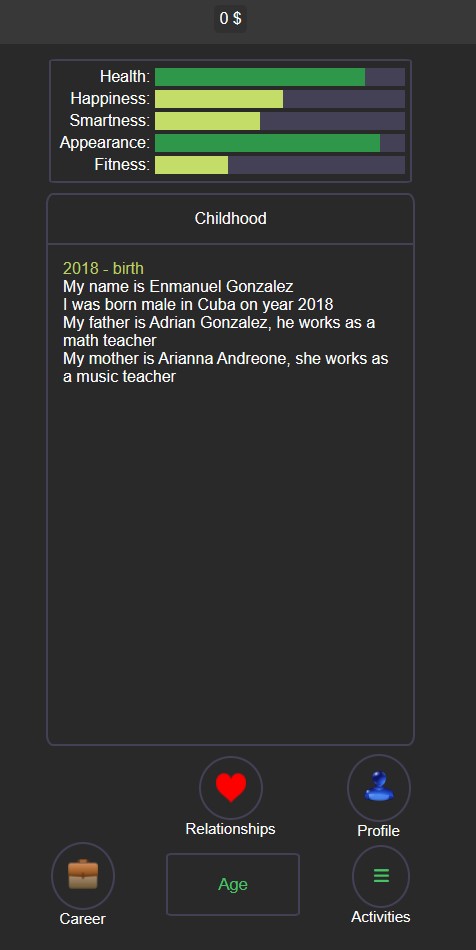 0 $
Health:
Happiness:
Smartness:
Appearance:
Fitness:
Childhood
2018 - birth
My name is Enmanuel Gonzalez
I was born male in Cuba on year 2018
My father is Adrian Gonzalez, he works as a
math teacher
My mother is Arianna Andreone, she works as
a music teacher
Relationships
Profile
Career
Age
Activities